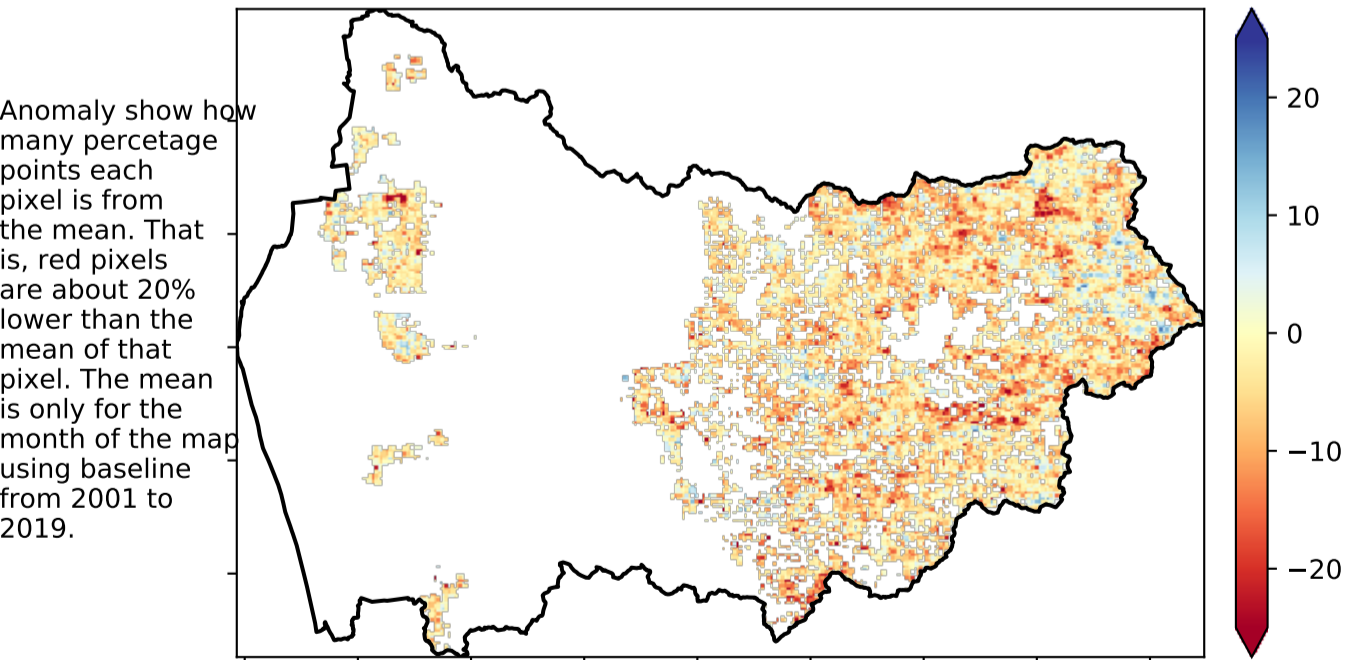 Anomaly show how
many percetage
points each
pixel is from
the mean. That
is, red pixels
are about 20%
lower than the
mean of that
pixel. The mean
is only for the
month of the map
using baseline
from 2001 to
2019.
20
10
0
−10
−20